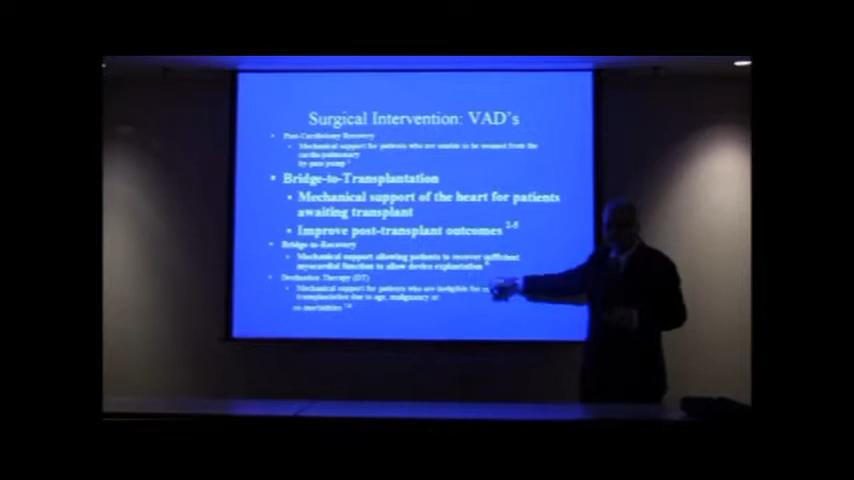 Surgical Intervention: VAD's
Post-Cardiotomy Recovery
Mechanical support for patients who are unable to be weaned from the
cardiopulmonary
by pass pump
Bridge-to-Transplantation
Mechanical support of the heart for patients
awaiting transplant
Improve post-transplant outcomes 2-5
Bridge-to-Recovery
Mechanical support allowing patients to recover sufficient
myocardial function to allow device explantation
Destination Therapy (DT)
Mechanical support for patients who are ineligible for
transplantation due to age, malignancy or
co-morbidities